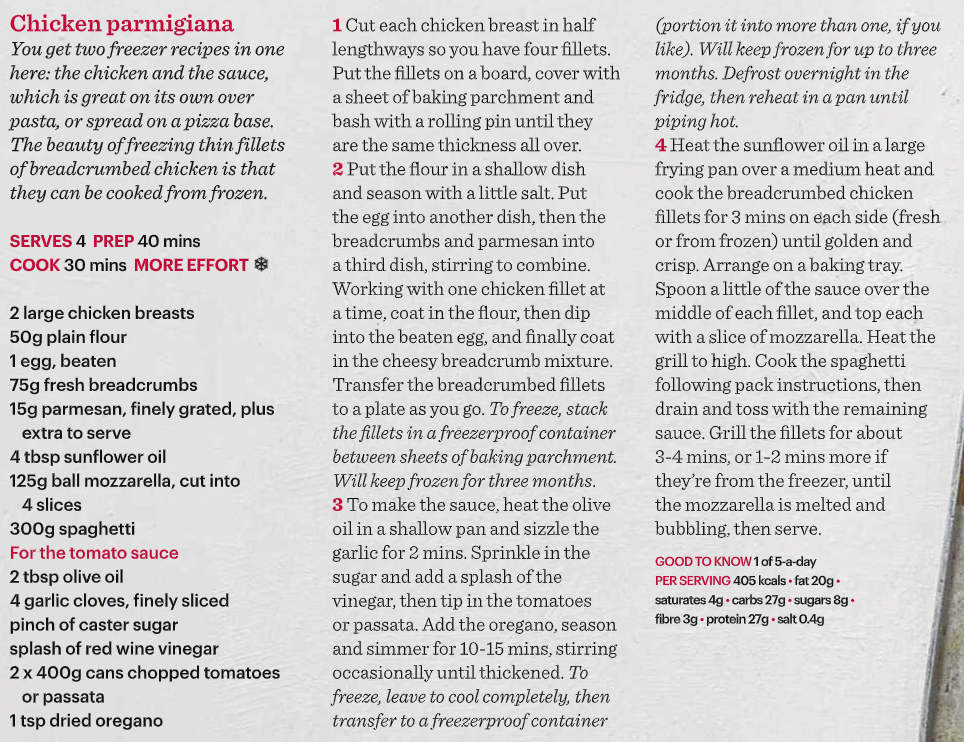 Chicken parmigiana
You get two freezer recipes in one
here: the chicken and the sauce,
which is great on its own over
pasta, or spread on a pizza base.
The beauty of freezing thin fillets
of breadcrumbed chicken is that
they can be cooked from frozen.
SERVES 4 PREP 40 mins
COOK 30 mins MORE EFFORT ❄
2 large chicken breasts
50g plain flour
1 egg, beaten
75g fresh breadcrumbs
15g parmesan, finely grated, plus
extra to serve
4 tbsp sunflower oil
125g ball mozzarella, cut into
4 slices
300g spaghetti
For the tomato sauce
2 tbsp olive oil
4 garlic cloves, finely sliced
pinch of caster sugar
splash of red wine vinegar
2 x 400g cans chopped tomatoes
or passata
1 tsp dried oregano
1 Cut each chicken breast in half
lengthways so you have four fillets.
Put the fillets on a board, cover with
a sheet of baking parchment and
bash with a rolling pin until they
are the same thickness all over.
2 Put the flour in a shallow dish
and season with a little salt. Put
the egg into another dish, then the
breadcrumbs and parmesan into
a third dish, stirring to combine.
Working with one chicken fillet at
a time, coat in the flour, then dip
into the beaten egg, and finally coat
in the cheesy breadcrumb mixture.
Transfer the breadcrumbed fillets
to a plate as you go. To freeze, stack
the fillets in a freezerproof container
between sheets of baking parchment.
Will keep frozen for three months.
3 To make the sauce, heat the olive
oil in a shallow pan and sizzle the
garlic for 2 mins. Sprinkle in the
sugar and add a splash of the
vinegar, then tip in the tomatoes
or passata. Add the oregano, season
and simmer for 10-15 mins, stirring
occasionally until thickened. To
freeze, leave to cool completely, then
transfer to a freezerproof container
(portion it into more than one, if you
like). Will keep frozen for up to three
months. Defrost overnight in the
fridge, then reheat in a pan until
piping hot.
4 Heat the sunflower oil in a large
frying pan over a medium heat and
cook the breadcrumbed chicken
fillets for 3 mins on each side (fresh
or from frozen) until golden and
crisp. Arrange on a baking tray.
Spoon a little of the sauce over the
middle of each fillet, and top each
with a slice of mozzarella. Heat the
grill to high. Cook the spaghetti
following pack instructions, then
drain and toss with the remaining
sauce. Grill the fillets for about
3-4 mins, or 1-2 mins more if
they're from the freezer, until
the mozzarella is melted and
bubbling, then serve.
GOOD TO KNOW 1 of 5-a-day
PER SERVING 405 kcals • fat 20g •
saturates 4g • carbs 27g • sugars 8g •
fibre 3g • protein 27g • salt 0.4g